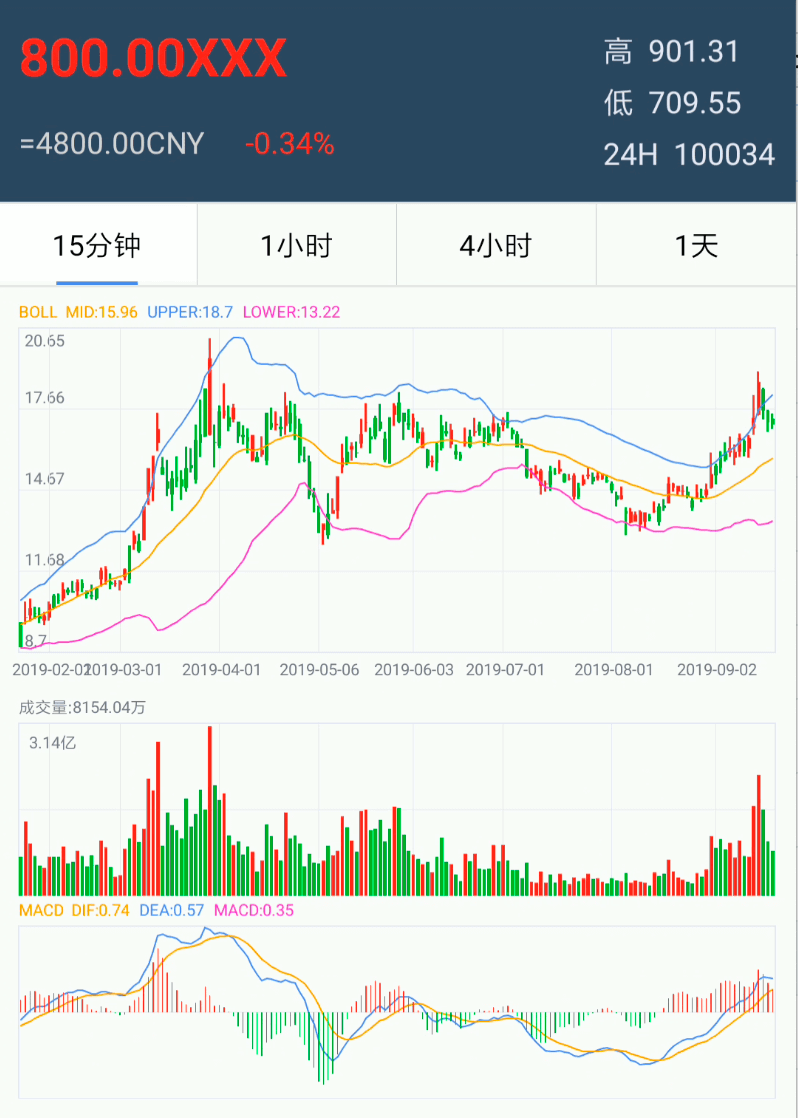 800.00XXX
高 901.31
低 709.55
=4800.00CNY -0.34%
24H 100034
15分钟 1小时 4小时 1天
BOLL MID:15.96 UPPER:18.7 LOWER:13.22
20.65
17.66
14.67
11.68
8.7
2019-02-01 2019-03-01 2019-04-01 2019-05-06 2019-06-03 2019-07-01 2019-08-01 2019-09-02
成交量:8154.04万
3.14亿
MACD DIF:0.74 DEA:0.57 MACD:0.35